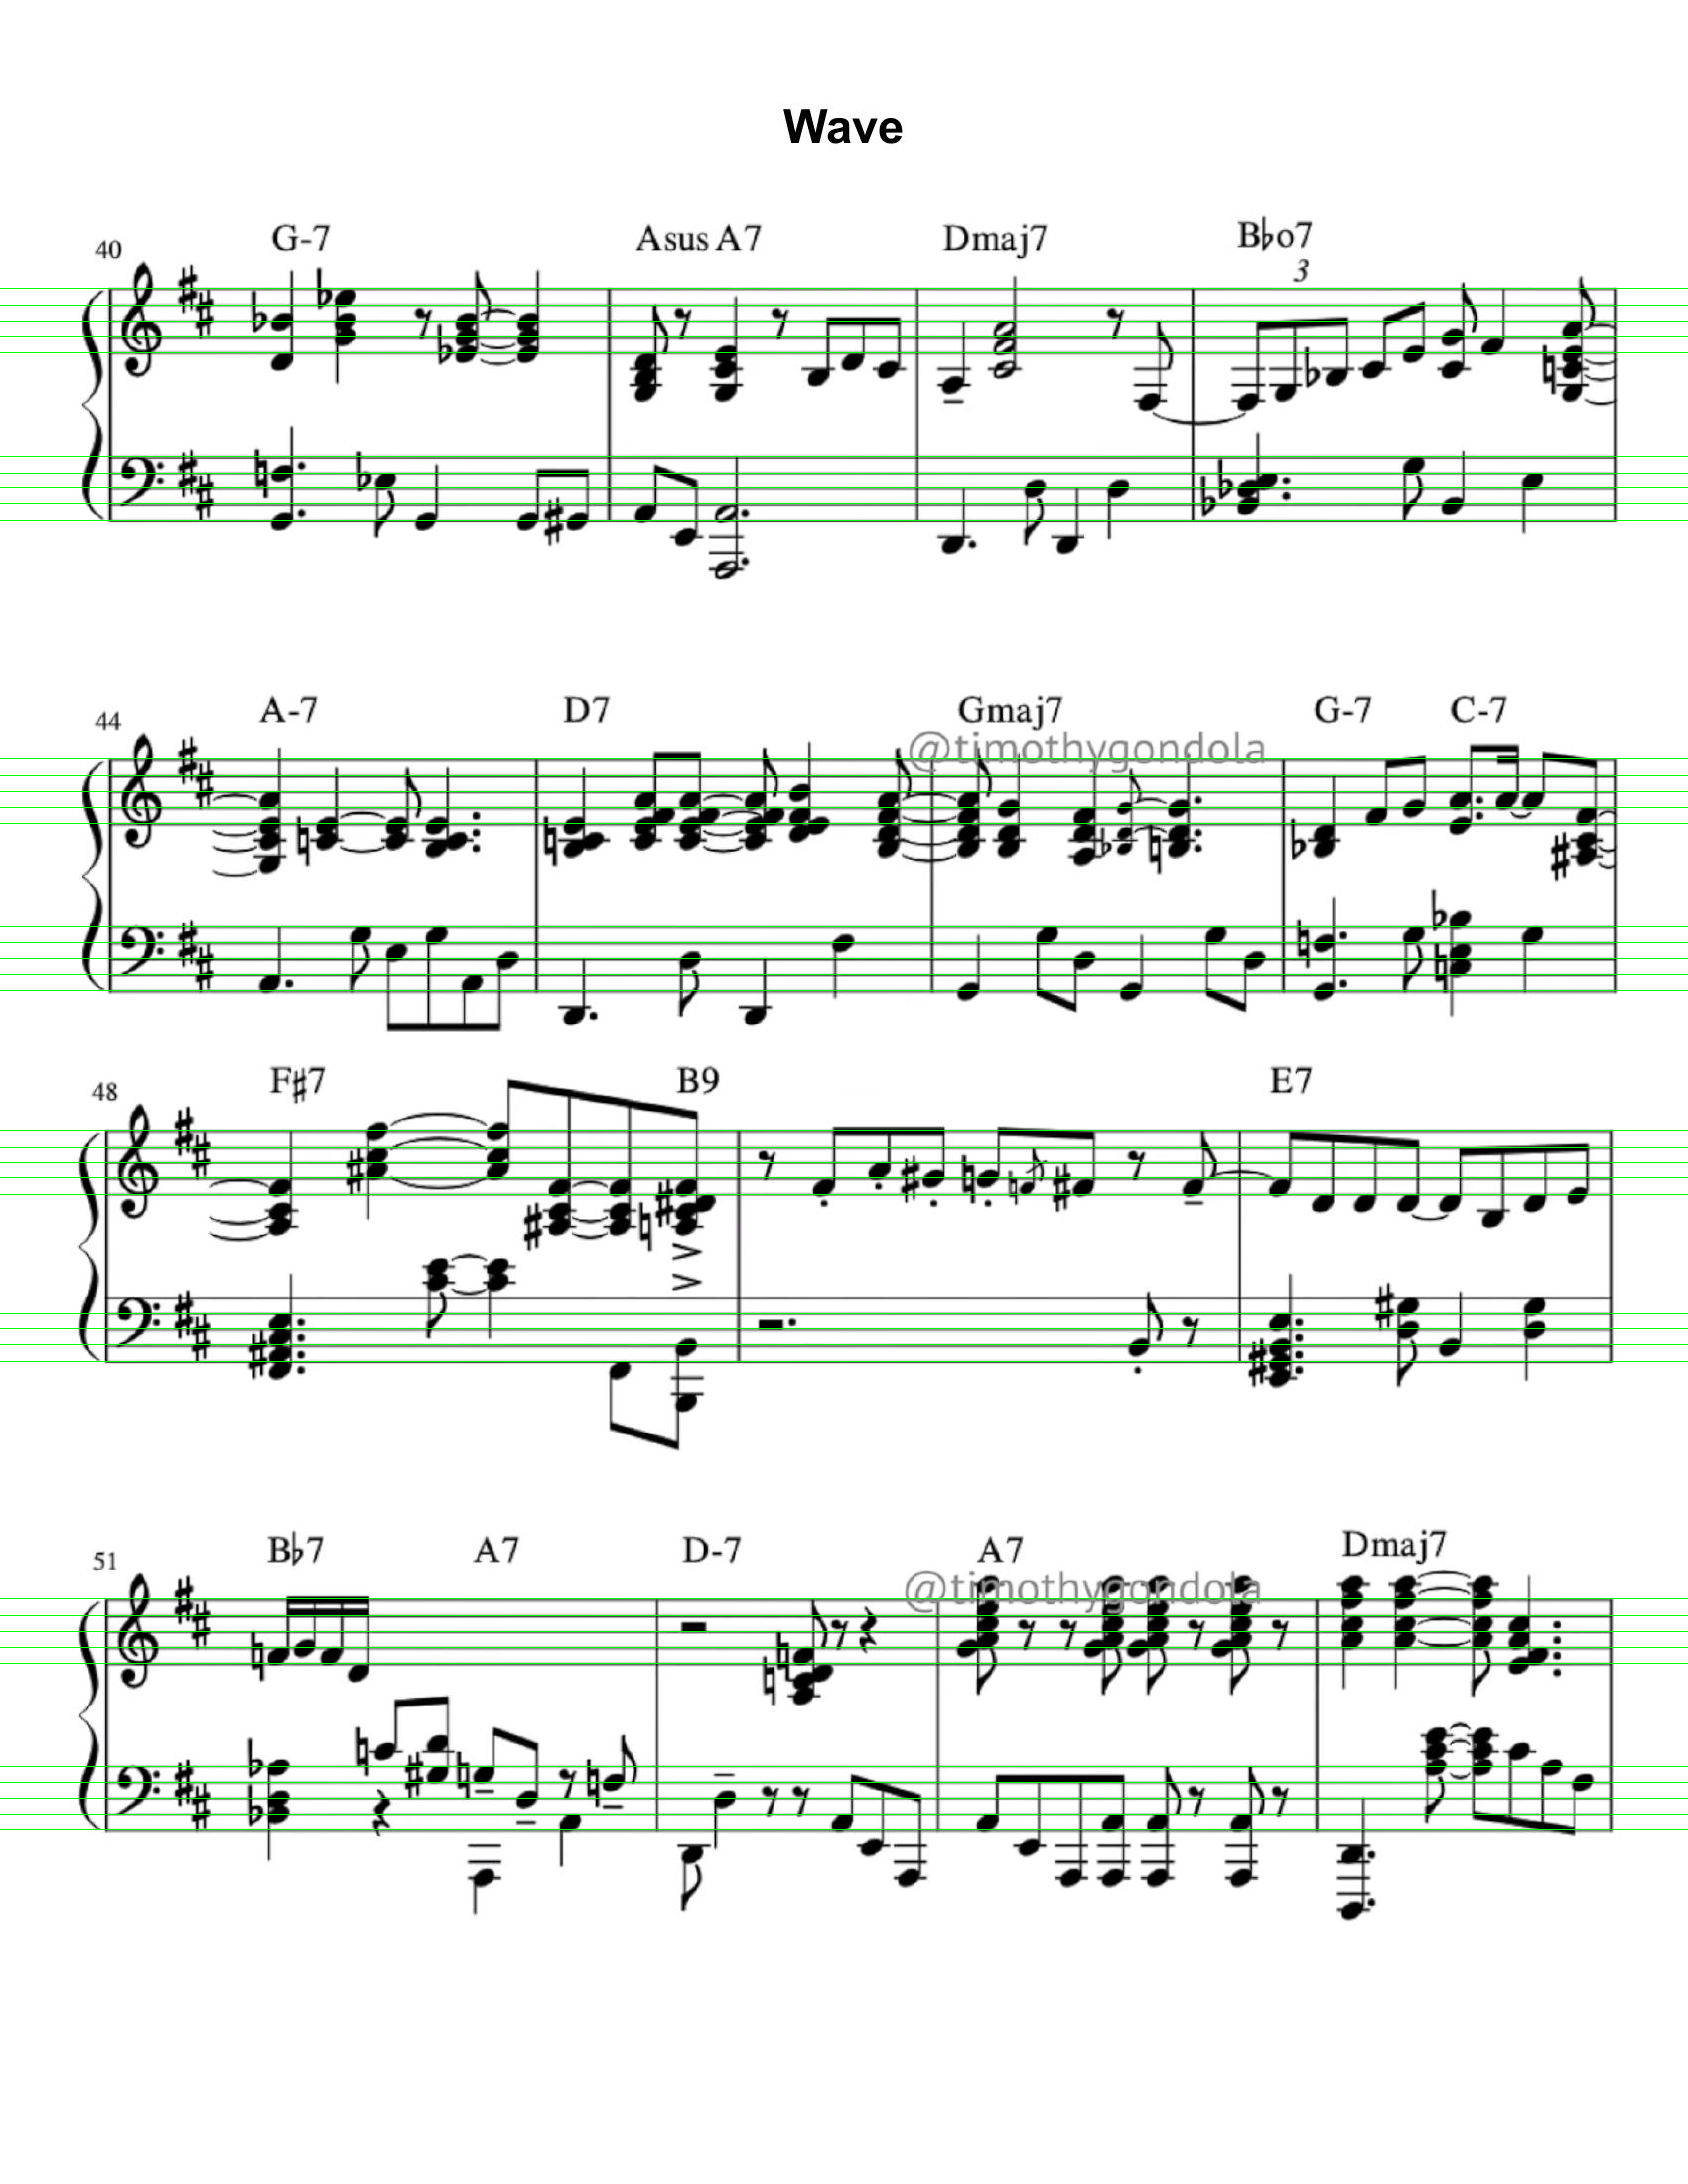 Wave
40 G-7 Asus A7 Dmaj7 B♭o7
3
44 A-7 D7 Gmaj7 G-7 C-7
@timothygondola
48 F♯7 B9 E7
51 B♭7 A7 D-7 A7 Dmaj7
@timothygondola